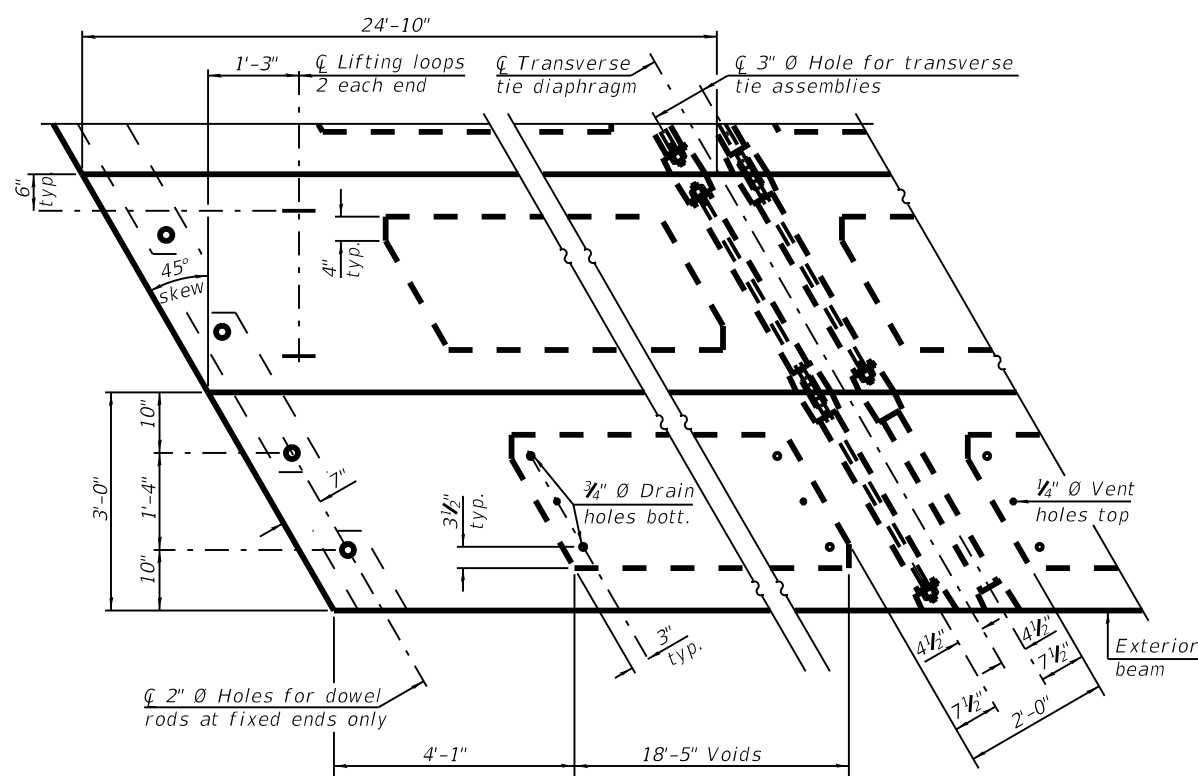 24'-10"
1'-3"
℄ Lifting loops
2 each end
℄ Transverse
tie diaphragm
℄ 3" Ø Hole for transverse
tie assemblies
6"
typ.
4"
typ.
45°
skew
3'-0"
10"
1'-4"
10"
7"
3½"
typ.
¾" Ø Drain
holes bott.
¼" Ø Vent
holes top
3"
typ.
4½"
4½"
7½"
7½"
2'-0"
Exterior
beam
℄ 2" Ø Holes for dowel
rods at fixed ends only
4'-1"
18'-5" Voids